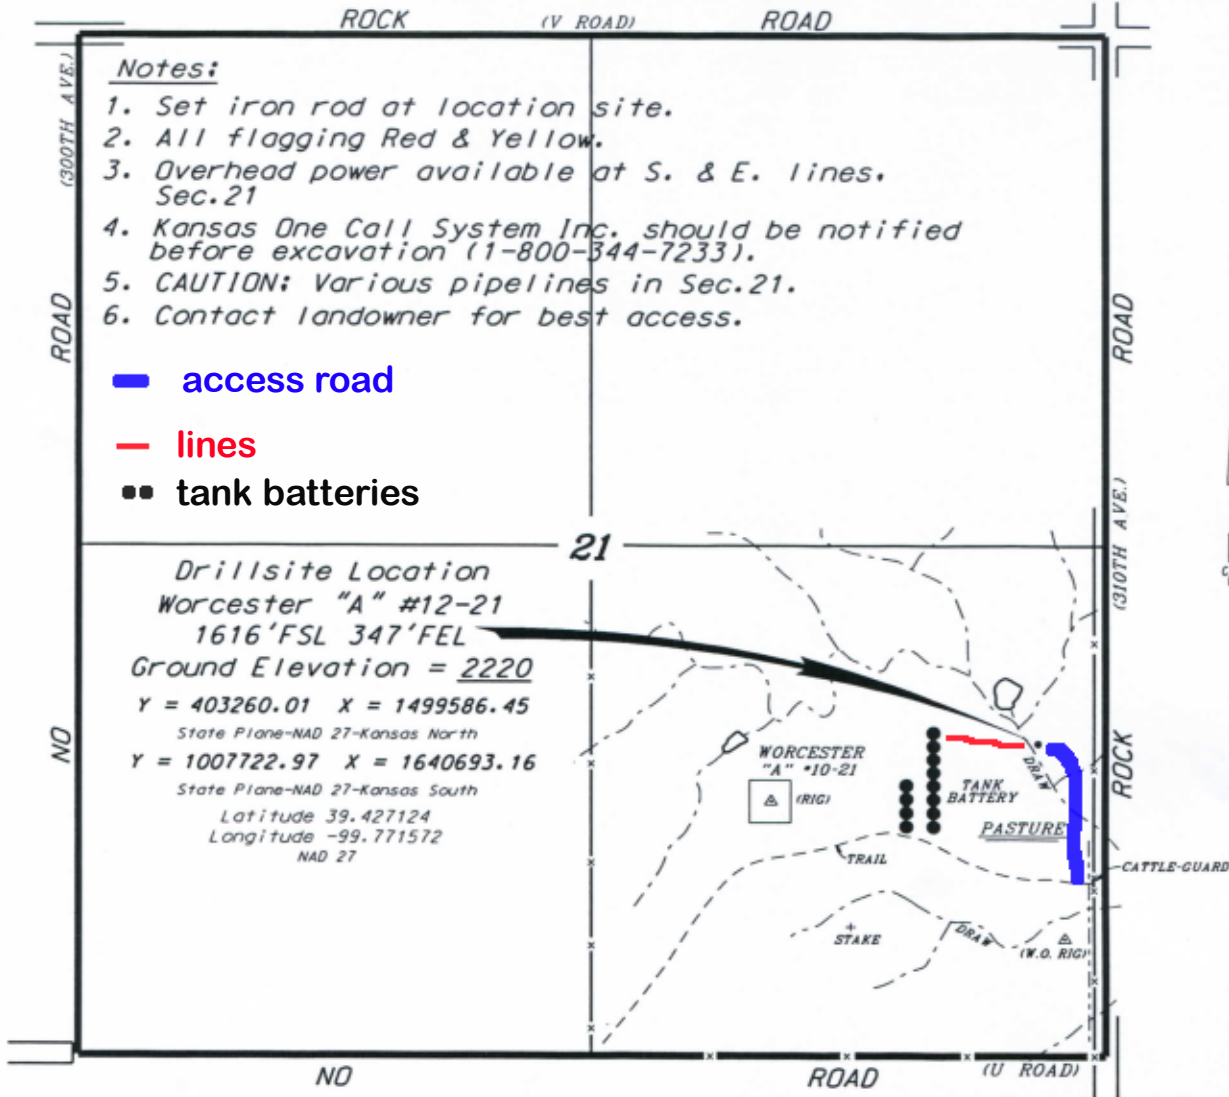 ROCK (V ROAD) ROAD
(300TH AVE.)
Notes:
1. Set iron rod at location site.
2. All flagging Red & Yellow.
3. Overhead power available at S. & E. lines.
Sec.21
4. Kansas One Call System Inc. should be notified
before excavation (1-800-344-7233).
5. CAUTION: Various pipelines in Sec.21.
6. Contact landowner for best access.
ROAD
ROAD
access road
lines
tank batteries
(310TH AVE.)
21
Drillsite Location
Worcester "A" #12-21
1616'FSL 347'FEL
Ground Elevation = 2220
Y = 403260.01 X = 1499586.45
State Plane-NAD 27-Kansas North
Y = 1007722.97 X = 1640693.16
State Plane-NAD 27-Kansas South
Latitude 39.427124
Longitude -99.771572
NAD 27
NO
ROCK
WORCESTER
"A" #10-21
(RIG)
DRAW
TANK
BATTERY
PASTURE
TRAIL
CATTLE-GUARD
STAKE
DRAW
(W.O. RIG)
NO ROAD (U ROAD)